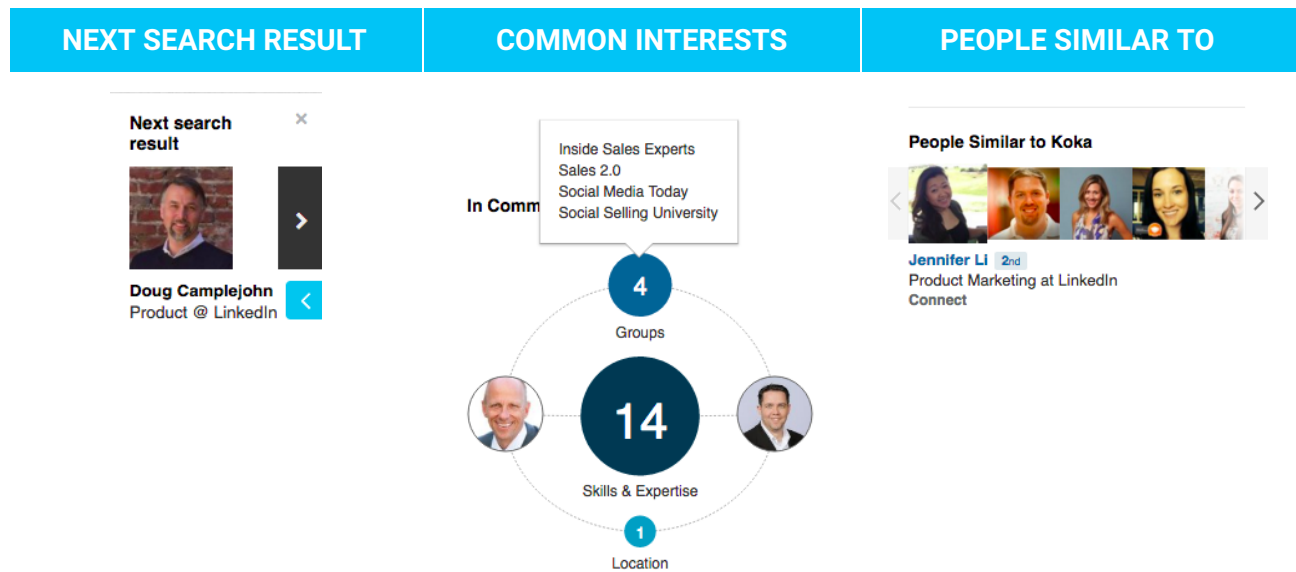 NEXT SEARCH RESULT
COMMON INTERESTS
PEOPLE SIMILAR TO
Next search
result
×
Doug Camplejohn
Product @ LinkedIn
Inside Sales Experts
Sales 2.0
Social Media Today
Social Selling University
In Comm
4
Groups
14
Skills & Expertise
1
Location
People Similar to Koka
Jennifer Li 2nd
Product Marketing at LinkedIn
Connect